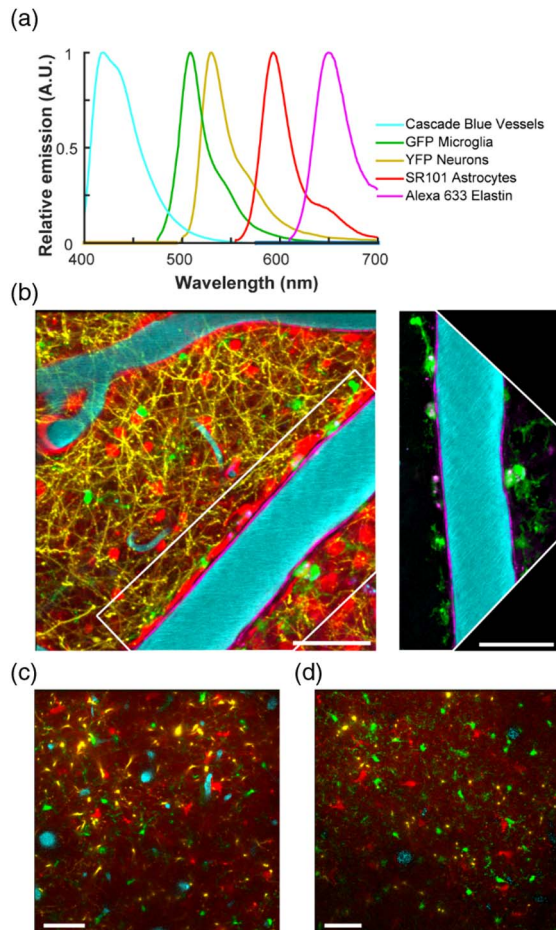 (a)
Relative emission (A.U.)
1
0.5
0
400
500
600
700
Wavelength (nm)
Cascade Blue Vessels
GFP Microglia
YFP Neurons
SR101 Astrocytes
Alexa 633 Elastin
(b)
(c)
(d)